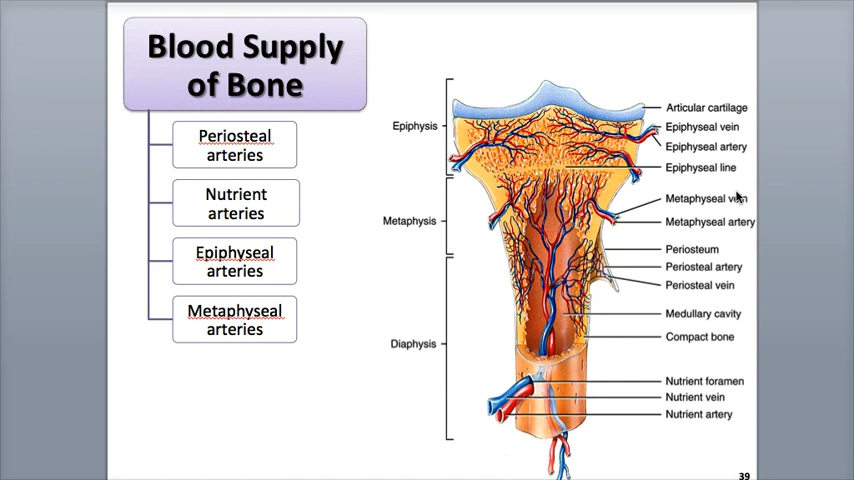 Blood Supply
of Bone
Periosteal
arteries
Nutrient
arteries
Epiphyseal
arteries
Metaphyseal
arteries
Epiphysis
Metaphysis
Diaphysis
Articular cartilage
Epiphyseal vein
Epiphyseal artery
Epiphyseal line
Metaphyseal vein
Metaphyseal artery
Periosteum
Periosteal artery
Periosteal vein
Medullary cavity
Compact bone
Nutrient foramen
Nutrient vein
Nutrient artery
39